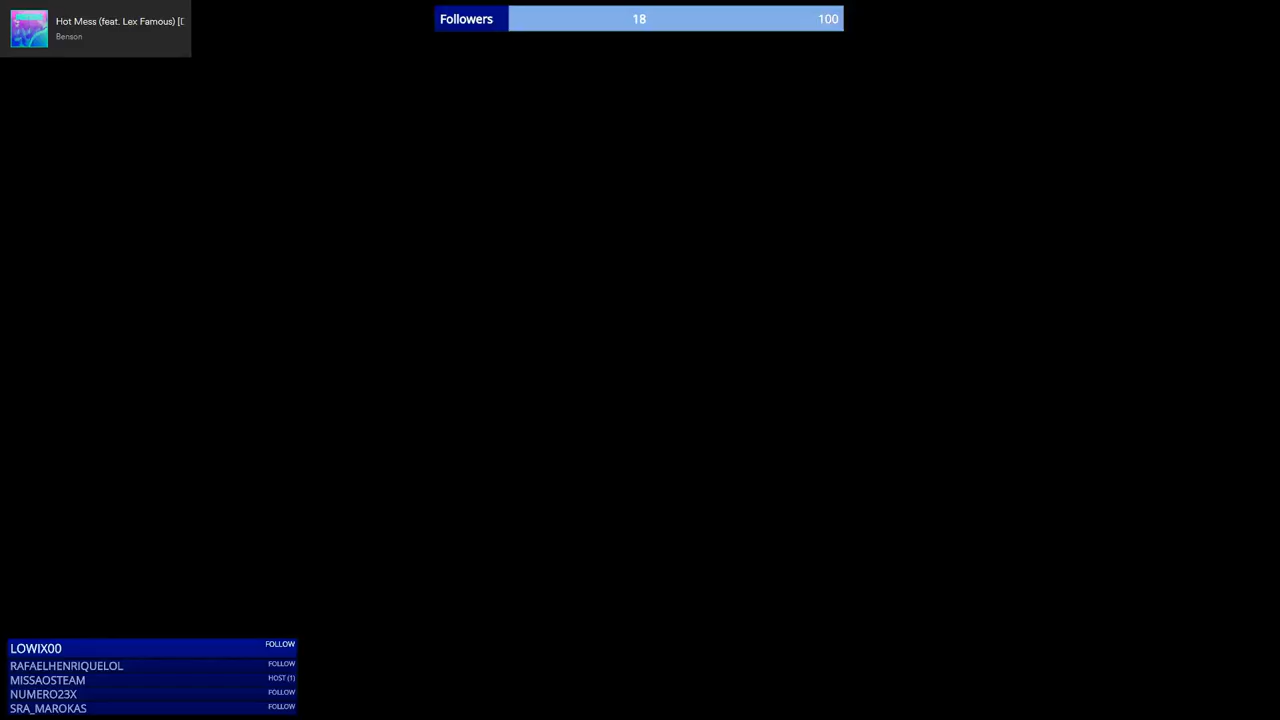 Hot Mess (feat. Lex Famous) [
Benson
Followers 18 100
LOWIX00 FOLLOW
RAFAELHENRIQUELOL FOLLOW
MISSAOSTEAM HOST (1)
NUMERO23X FOLLOW
SRA_MAROKAS FOLLOW